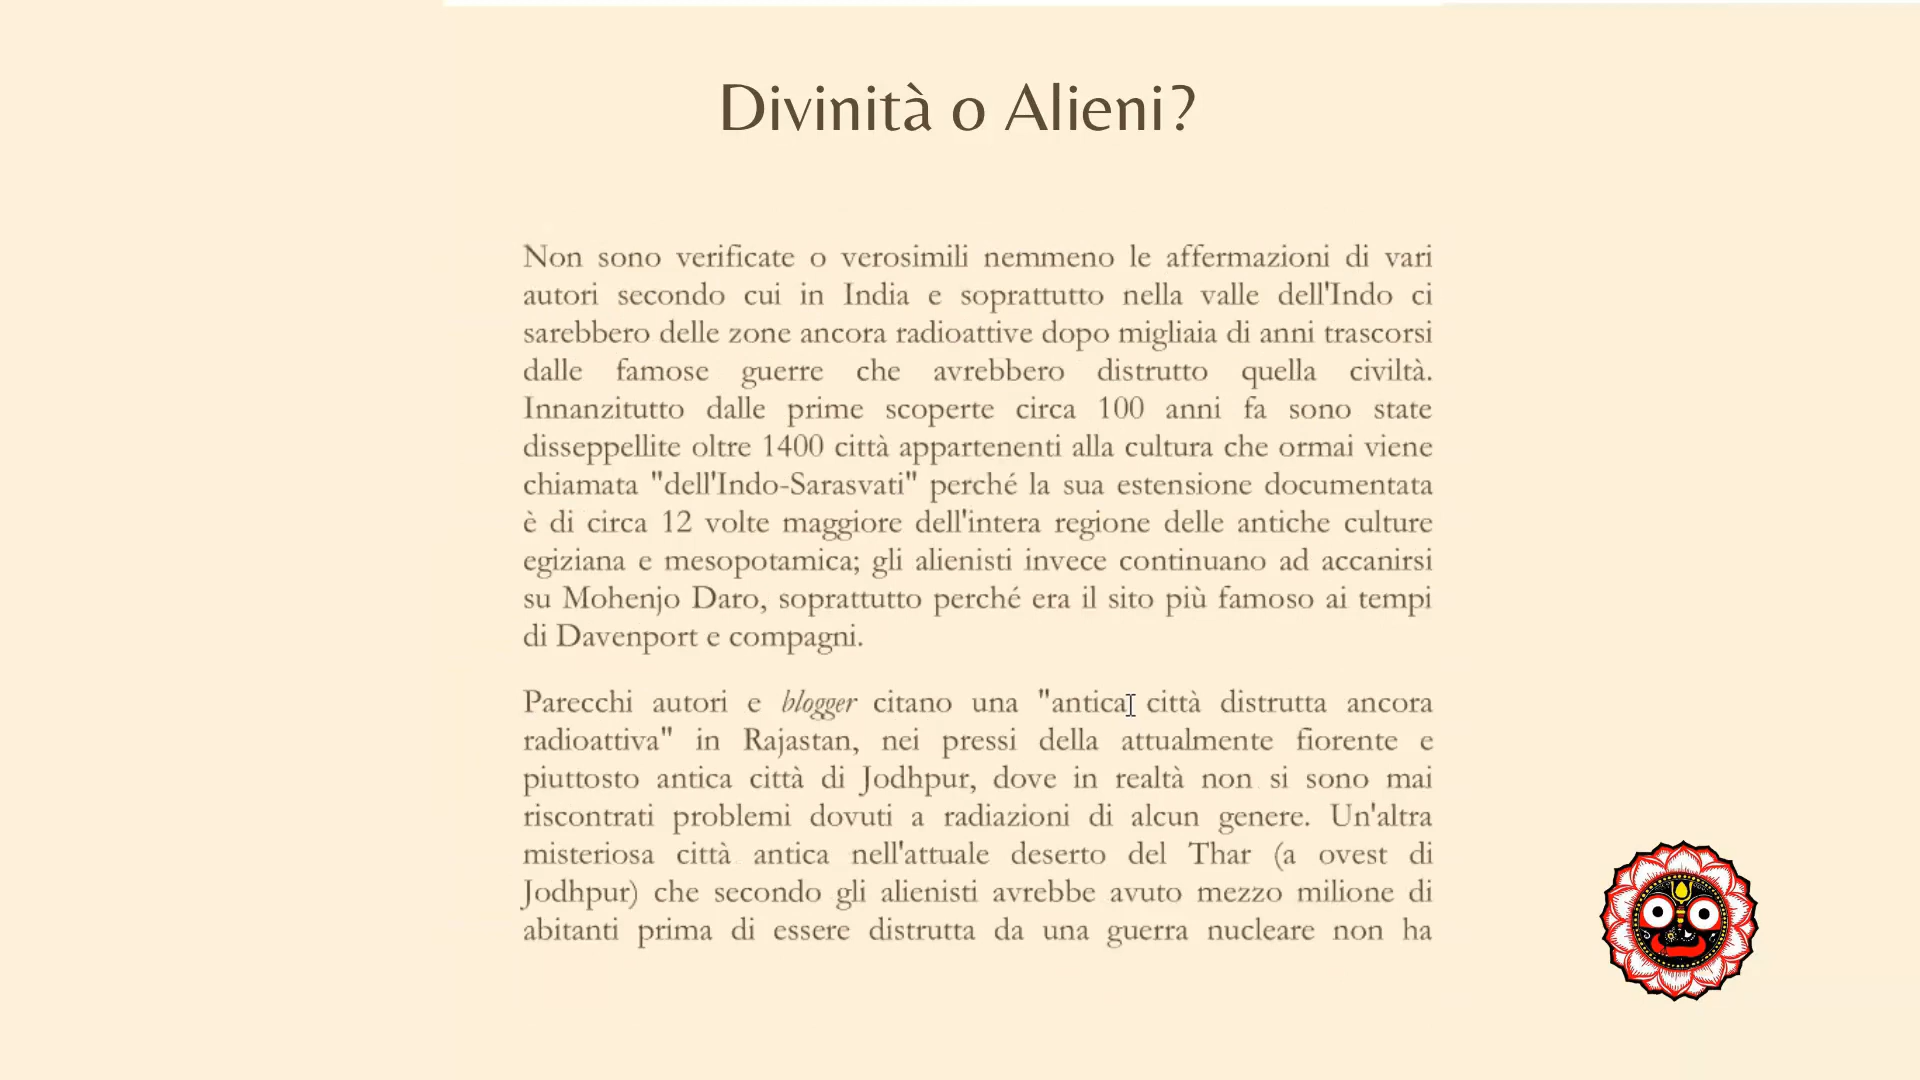 Divinità o Alieni?
Non sono verificate o verosimili nemmeno le affermazioni di vari
autori secondo cui in India e soprattutto nella valle dell'Indo ci
sarebbero delle zone ancora radioattive dopo migliaia di anni trascorsi
dalle famose guerre che avrebbero distrutto quella civiltà.
Innanzitutto dalle prime scoperte circa 100 anni fa sono state
disseppellite oltre 1400 città appartenenti alla cultura che ormai viene
chiamata "dell'Indo-Sarasvati" perché la sua estensione documentata
è di circa 12 volte maggiore dell'intera regione delle antiche culture
egiziana e mesopotamica; gli alienisti invece continuano ad accanirsi
su Mohenjo Daro, soprattutto perché era il sito più famoso ai tempi
di Davenport e compagni.
Parecchi autori e blogger citano una "antica città distrutta ancora
radioattiva" in Rajastan, nei pressi della attualmente fiorente e
piuttosto antica città di Jodhpur, dove in realtà non si sono mai
riscontrati problemi dovuti a radiazioni di alcun genere. Un'altra
misteriosa città antica nell'attuale deserto del Thar (a ovest di
Jodhpur) che secondo gli alienisti avrebbe avuto mezzo milione di
abitanti prima di essere distrutta da una guerra nucleare non ha